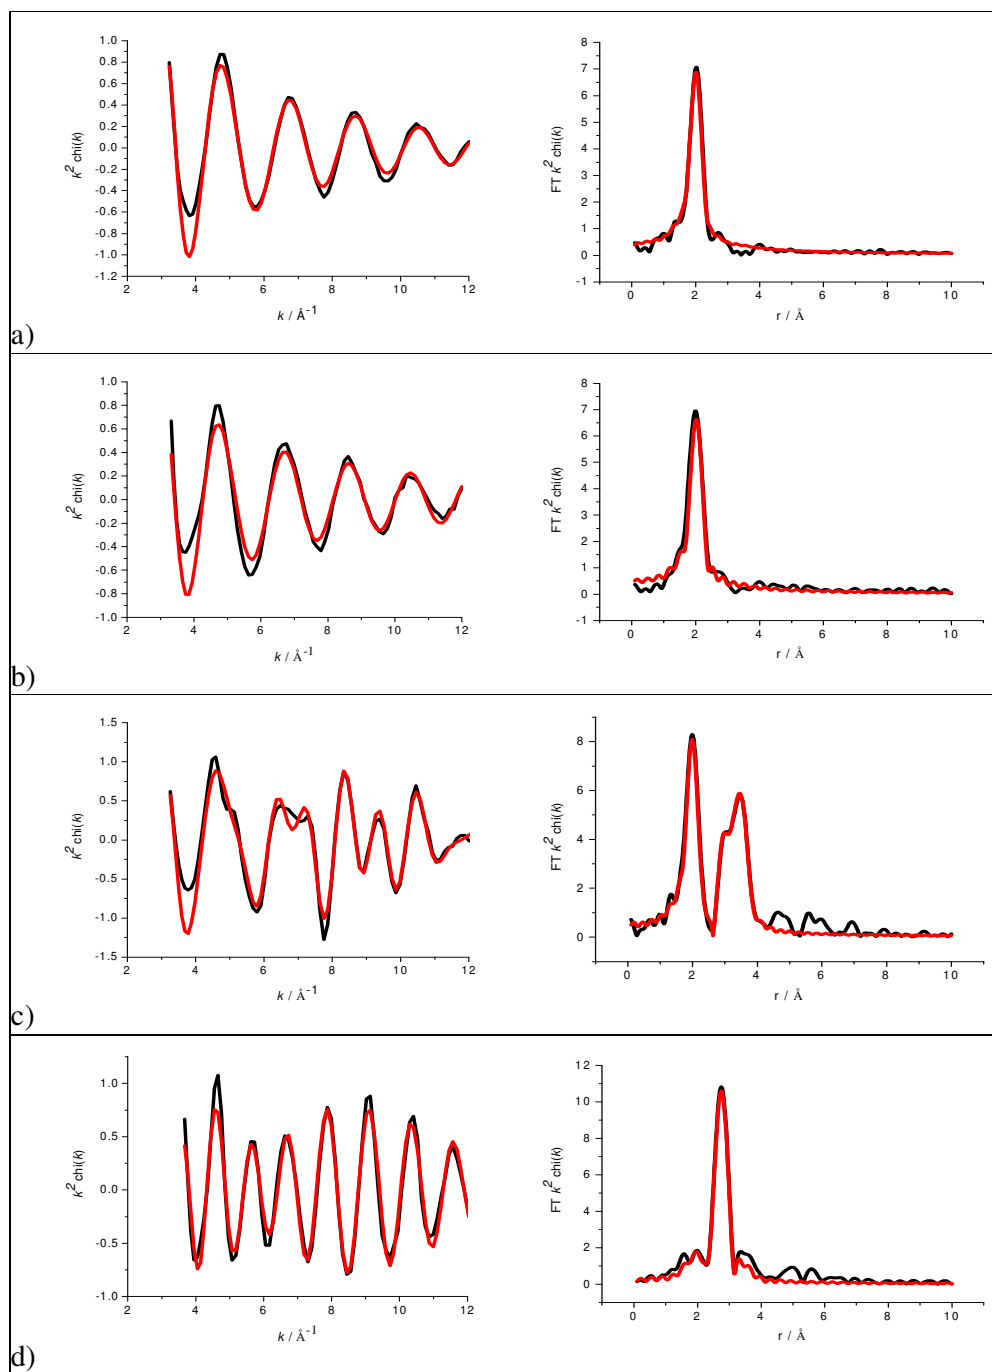 1.0
0.8
0.6
0.4
0.2
0.0
-0.2
-0.4
-0.6
-0.8
-1.0
-1.2
2 4 6 8 10 12
k² chi(k)
k / Å⁻¹
8
7
6
5
4
3
2
1
0
-1
0 2 4 6 8 10
FT k² chi(k)
r / Å
a)
1.0
0.8
0.6
0.4
0.2
0.0
-0.2
-0.4
-0.6
-0.8
-1.0
2 4 6 8 10 12
k² chi(k)
k / Å⁻¹
8
7
6
5
4
3
2
1
0
-1
0 2 4 6 8 10
FT k² chi(k)
r / Å
b)
1.5
1.0
0.5
0.0
-0.5
-1.0
-1.5
2 4 6 8 10 12
k² chi(k)
k / Å⁻¹
8
6
4
2
0
0 2 4 6 8 10
FT k² chi(k)
r / Å
c)
1.0
0.5
0.0
-0.5
-1.0
2 4 6 8 10 12
k² chi(k)
k / Å⁻¹
12
10
8
6
4
2
0
0 2 4 6 8 10
FT k² chi(k)
r / Å
d)